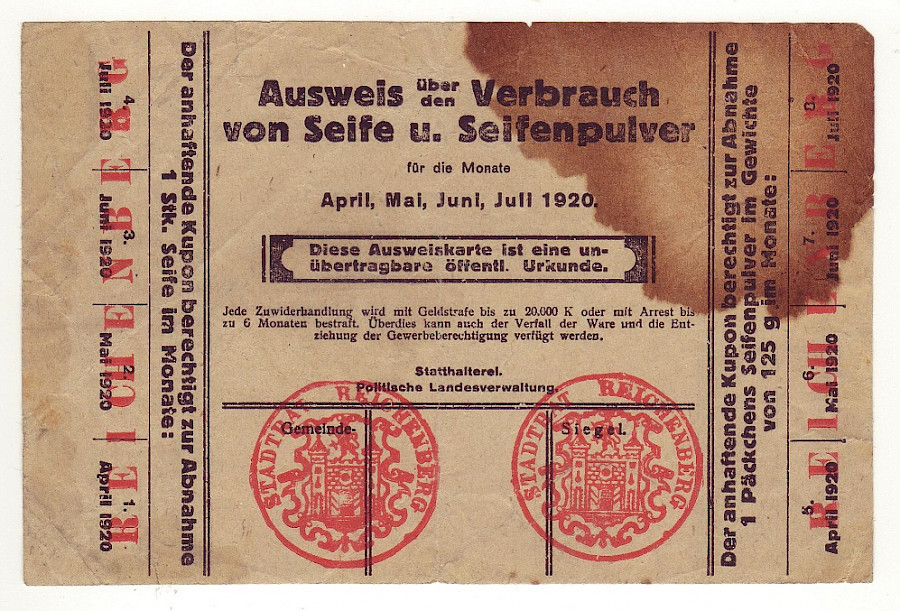 Ausweis über den Verbrauch
von Seife u. Seifenpulver
für die Monate
April, Mai, Juni, Juli 1920.
Diese Ausweiskarte ist eine un-
übertragbare öffentl. Urkunde.
Jede Zuwiderhandlung wird mit Geldstrafe bis zu 20.000 K oder mit Arrest bis
zu 6 Monaten bestraft. Überdies kann auch der Verfall der Ware und die Ent-
ziehung der Gewerbeberechtigung verfügt werden.
Statthalterei.
Politische Landesverwaltung.
Gemeinde-
Siegel.
STADTRAT REICHENBERG
STADTRAT REICHENBERG
Der anhaftende Kupon berechtigt zur Abnahme
1 Stk. Seife im Monate:
4.
Juli 1920
3.
Juni 1920
2.
Mai 1920
1.
April 1920
REICHENBERG
Der anhaftende Kupon berechtigt zur Abnahme
1 Päckchens Seifenpulver im Gewichte
von 125 g im Monate:
8.
Juli 1920
7.
Juni 1920
6.
Mai 1920
5.
April 1920
REICHENBERG